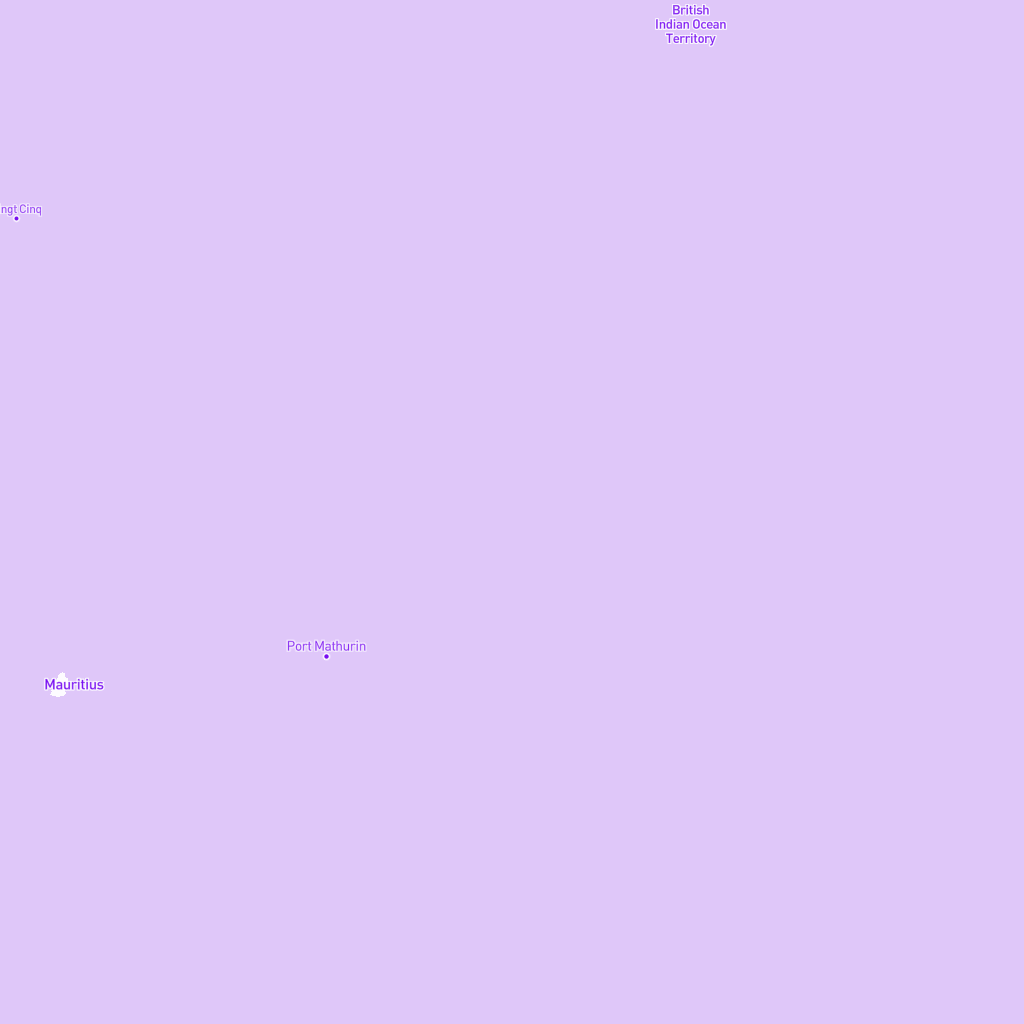 British
Indian Ocean
Territory
ngt Cinq
Port Mathurin
Mauritius